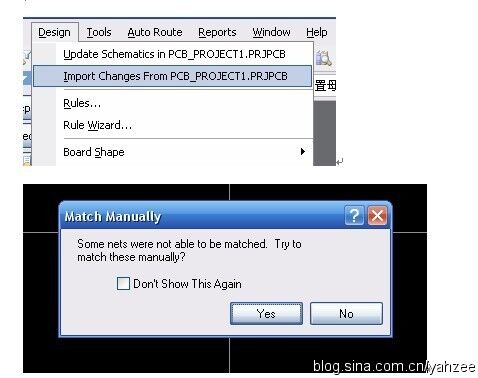 Design Tools Auto Route Reports Window Help
Update Schematics in PCB_PROJECT1.PRJPCB
Import Changes From PCB_PROJECT1.PRJPCB
置母
Rules...
Rule Wizard...
Board Shape
Match Manually
Some nets were not able to be matched. Try to
match these manually?
Don't Show This Again
Yes No
blog.sina.com.cn/yahzee